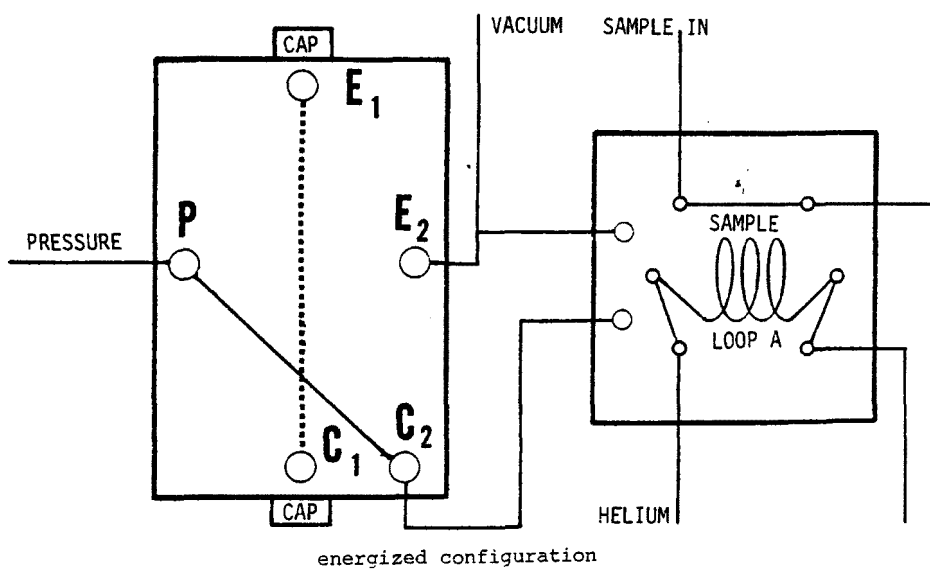 CAP
VACUUM SAMPLE IN
E1
P
E2
PRESSURE
SAMPLE
LOOP A
C1
C2
CAP
HELIUM
energized configuration